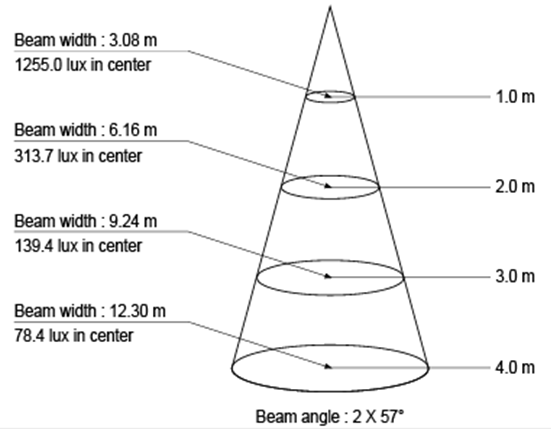 Beam width : 3.08 m
1255.0 lux in center
1.0 m
Beam width : 6.16 m
313.7 lux in center
2.0 m
Beam width : 9.24 m
139.4 lux in center
3.0 m
Beam width : 12.30 m
78.4 lux in center
4.0 m
Beam angle : 2 X 57°